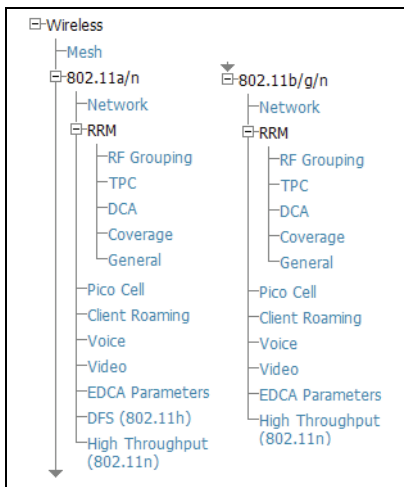 Wireless
Mesh
802.11a/n
Network
RRM
RF Grouping
TPC
DCA
Coverage
General
Pico Cell
Client Roaming
Voice
Video
EDCA Parameters
DFS (802.11h)
High Throughput
(802.11n)
802.11b/g/n
Network
RRM
RF Grouping
TPC
DCA
Coverage
General
Pico Cell
Client Roaming
Voice
Video
EDCA Parameters
High Throughput
(802.11n)